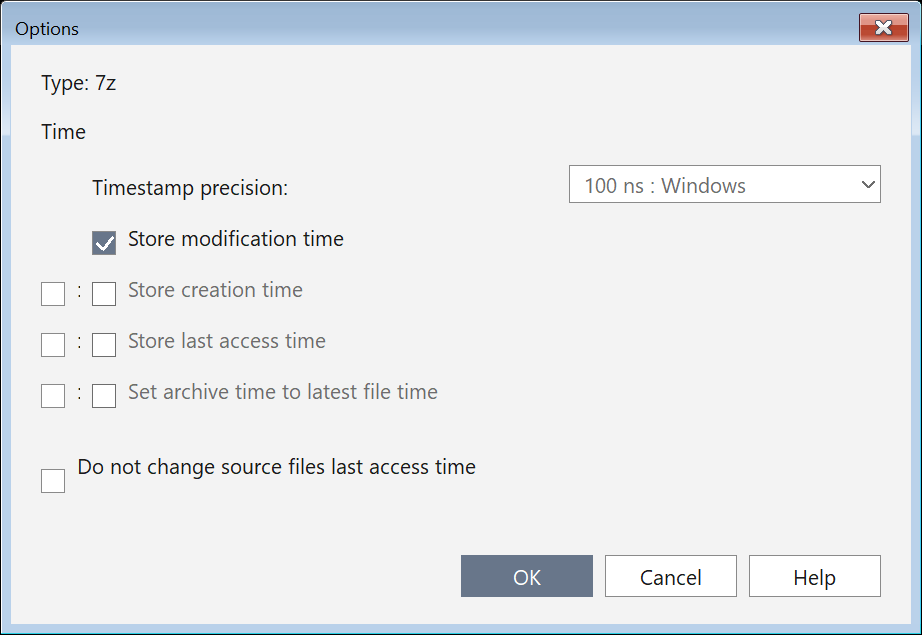 Options
Type: 7z
Time
Timestamp precision:
100 ns : Windows
Store modification time
: Store creation time
: Store last access time
: Set archive time to latest file time
Do not change source files last access time
OK
Cancel
Help